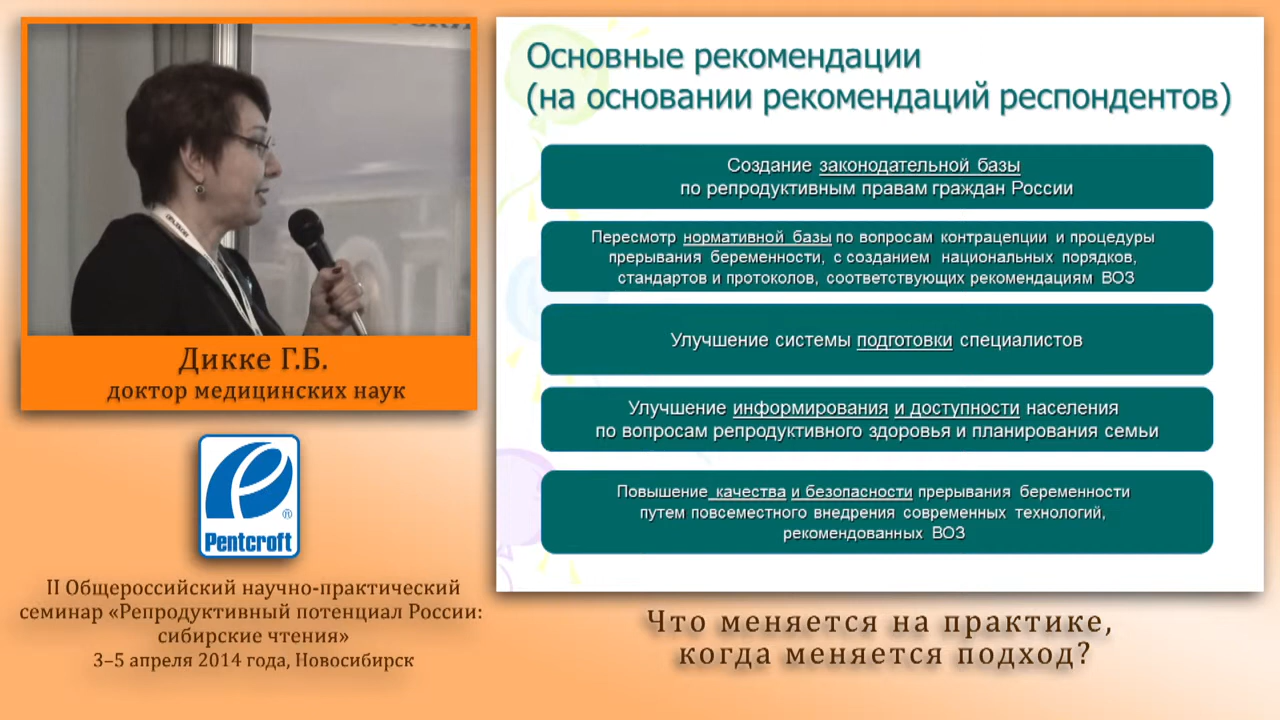 Дикке Г.Б.
доктор медицинских наук
Pentcroft
®
II Общероссийский научно-практический
семинар «Репродуктивный потенциал России:
сибирские чтения»
3–5 апреля 2014 года, Новосибирск
Основные рекомендации
(на основании рекомендаций респондентов)
Создание законодательной базы
по репродуктивным правам граждан России
Пересмотр нормативной базы по вопросам контрацепции и процедуры
прерывания беременности, с созданием национальных порядков,
стандартов и протоколов, соответствующих рекомендациям ВОЗ
Улучшение системы подготовки специалистов
Улучшение информирования и доступности населения
по вопросам репродуктивного здоровья и планирования семьи
Повышение качества и безопасности прерывания беременности
путем повсеместного внедрения современных технологий,
рекомендованных ВОЗ
Что меняется на практике,
когда меняется подход?